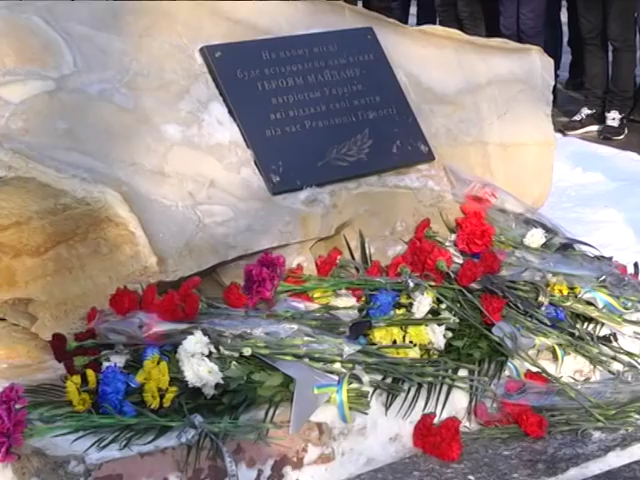 На цьому місці
буде встановлено пам'ятник
ГЕРОЯМ МАЙДАНУ-
патріотам України,
які віддали свої життя
під час Революції Гідності